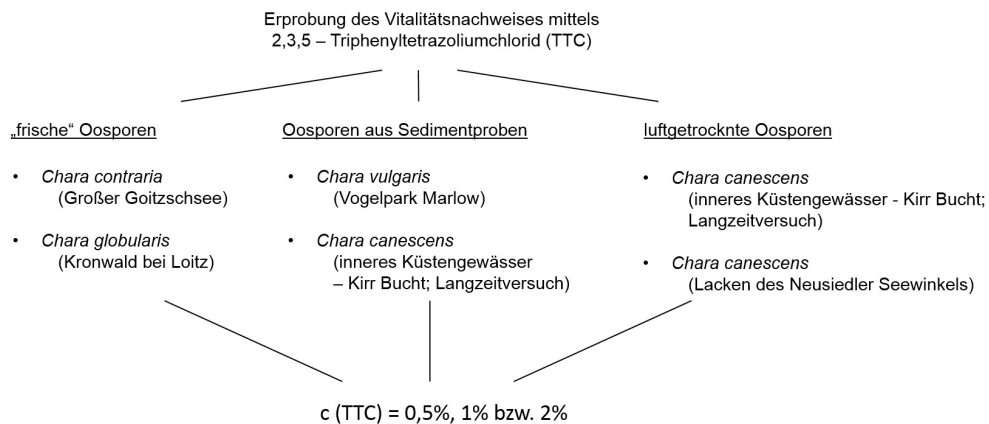 Erprobung des Vitalitätsnachweises mittels
2,3,5 – Triphenyltetrazoliumchlorid (TTC)
„frische“ Oosporen
• Chara contraria
(Großer Goitzschsee)
• Chara globularis
(Kronwald bei Loitz)
Oosporen aus Sedimentproben
• Chara vulgaris
(Vogelpark Marlow)
• Chara canescens
(inneres Küstengewässer
– Kirr Bucht; Langzeitversuch)
luftgetrocknte Oosporen
• Chara canescens
(inneres Küstengewässer - Kirr Bucht;
Langzeitversuch)
• Chara canescens
(Lacken des Neusiedler Seewinkels)
c (TTC) = 0,5%, 1% bzw. 2%